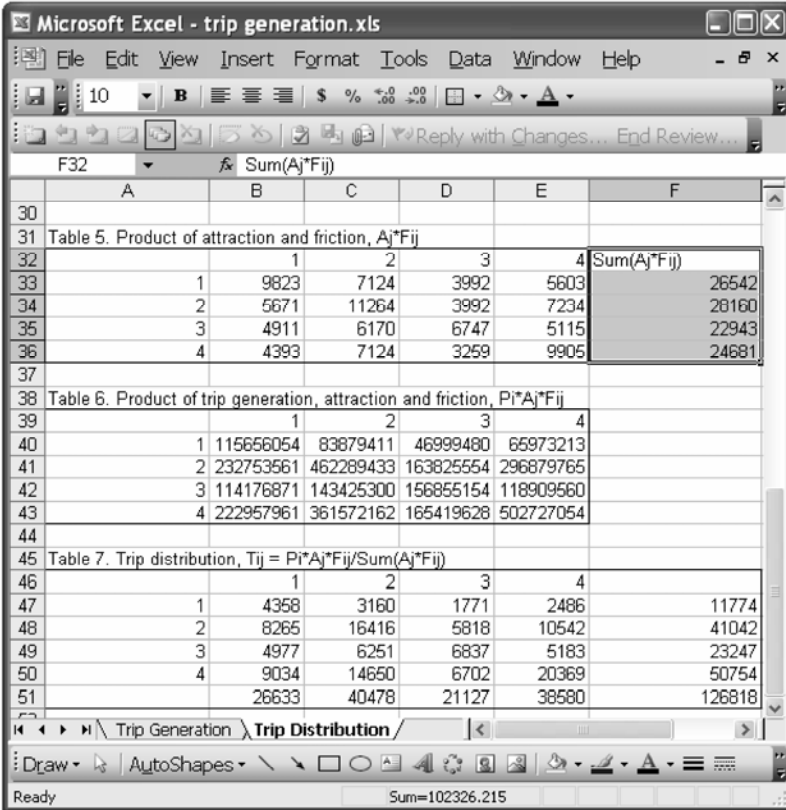 Microsoft Excel - trip generation.xls
File Edit View Insert Format Tools Data Window Help
10 B $ % .00 .00 A
Reply with Changes... End Review...
F32 fx Sum(Aj*Fij)
A B C D E F
30
31 Table 5. Product of attraction and friction, Aj*Fij
32 1 2 3 4 Sum(Aj*Fij)
33 1 9823 7124 3992 5603 26542
34 2 5671 11264 3992 7234 28160
35 3 4911 6170 6747 5115 22943
36 4 4393 7124 3259 9905 24681
37
38 Table 6. Product of trip generation, attraction and friction, Pi*Aj*Fij
39 1 2 3 4
40 1 115656054 83879411 46999480 65973213
41 2 232753561 462289433 163825554 296879765
42 3 114176871 143425300 156855154 118909560
43 4 222957961 361572162 165419628 502727054
44
45 Table 7. Trip distribution, Tij = Pi*Aj*Fij/Sum(Aj*Fij)
46 1 2 3 4
47 1 4358 3160 1771 2486 11774
48 2 8265 16416 5818 10542 41042
49 3 4977 6251 6837 5183 23247
50 4 9034 14650 6702 20369 50754
51 26633 40478 21127 38580 126818
Trip Generation Trip Distribution
Draw AutoShapes A
Ready Sum=102326.215